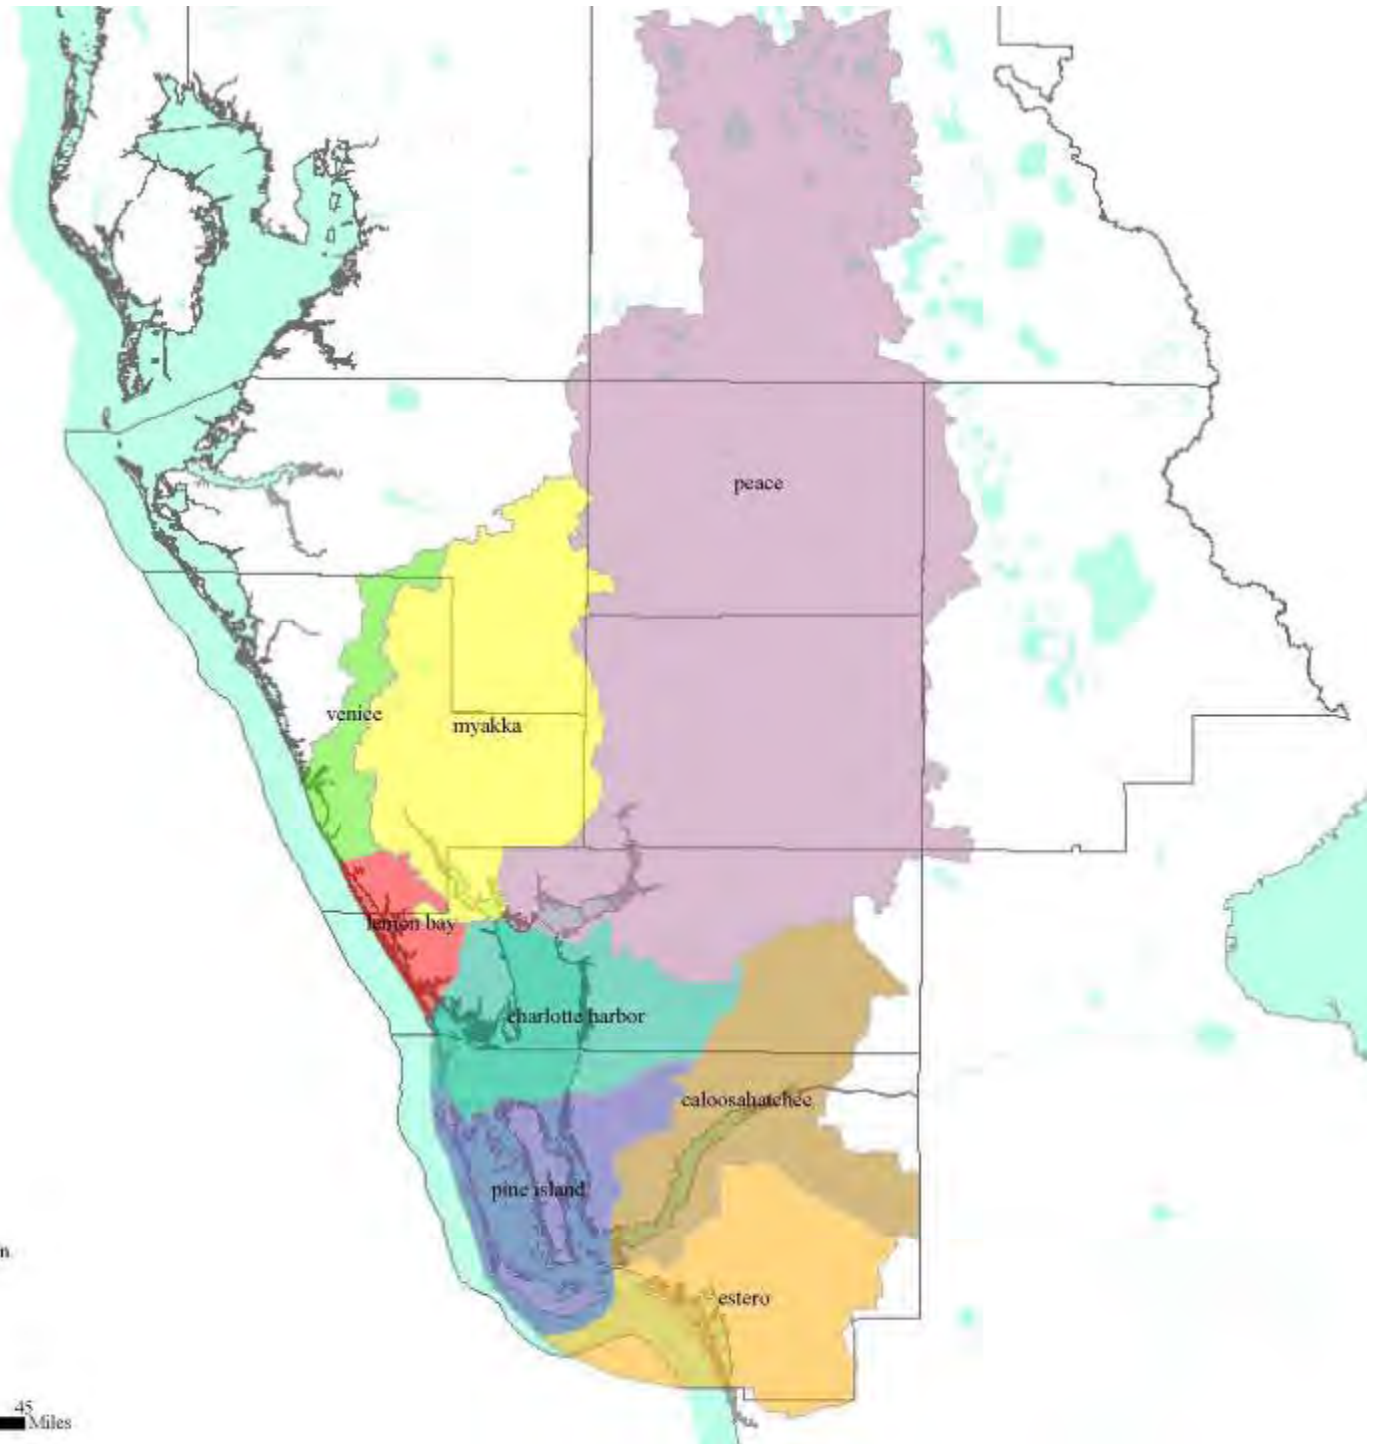 peace
venice
myakka
lemon bay
charlotte harbor
caloosahatchee
pine island
n
estero
45
Miles